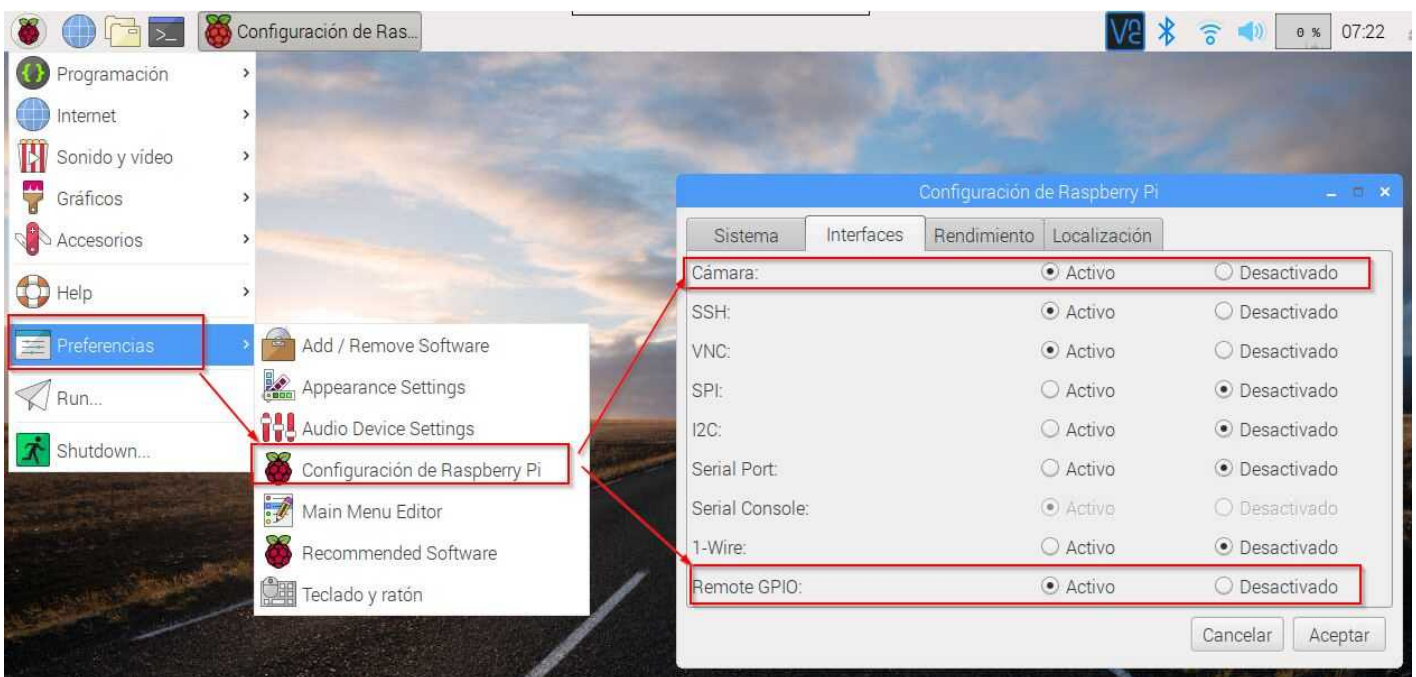 Configuración de Ras...
V2
0 %
07:22
Programación
Internet
Sonido y vídeo
Gráficos
Accesorios
Help
Preferencias
Run...
Shutdown...
Add / Remove Software
Appearance Settings
Audio Device Settings
Configuración de Raspberry Pi
Main Menu Editor
Recommended Software
Teclado y ratón
Configuración de Raspberry Pi
Sistema Interfaces Rendimiento Localización
Cámara: Activo Desactivado
SSH: Activo Desactivado
VNC: Activo Desactivado
SPI: Activo Desactivado
I2C: Activo Desactivado
Serial Port: Activo Desactivado
Serial Console: Activo Desactivado
1-Wire: Activo Desactivado
Remote GPIO: Activo Desactivado
Cancelar Aceptar